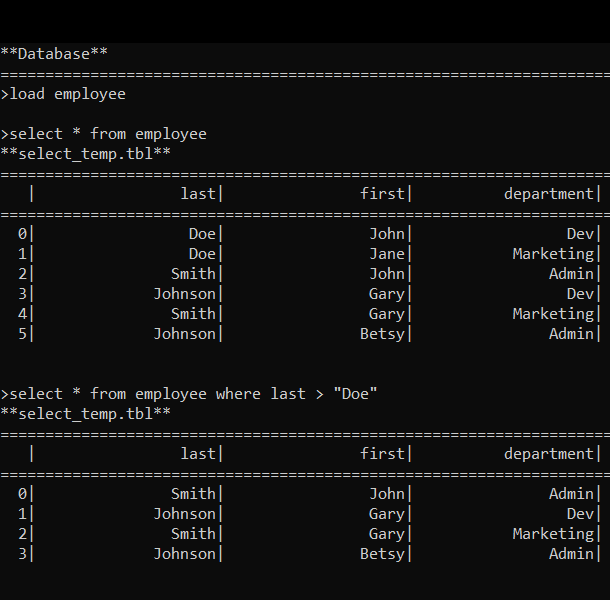 **Database**
====================================================================
>load employee
>select * from employee
**select_temp.tbl**
====================================================================
   |                last|               first|          department|
====================================================================
  0|                 Doe|                John|                 Dev|
  1|                 Doe|                Jane|           Marketing|
  2|               Smith|                John|               Admin|
  3|             Johnson|                Gary|                 Dev|
  4|               Smith|                Gary|           Marketing|
  5|             Johnson|               Betsy|               Admin|
>select * from employee where last > "Doe"
**select_temp.tbl**
====================================================================
   |                last|               first|          department|
====================================================================
  0|               Smith|                John|               Admin|
  1|             Johnson|                Gary|                 Dev|
  2|               Smith|                Gary|           Marketing|
  3|             Johnson|               Betsy|               Admin|